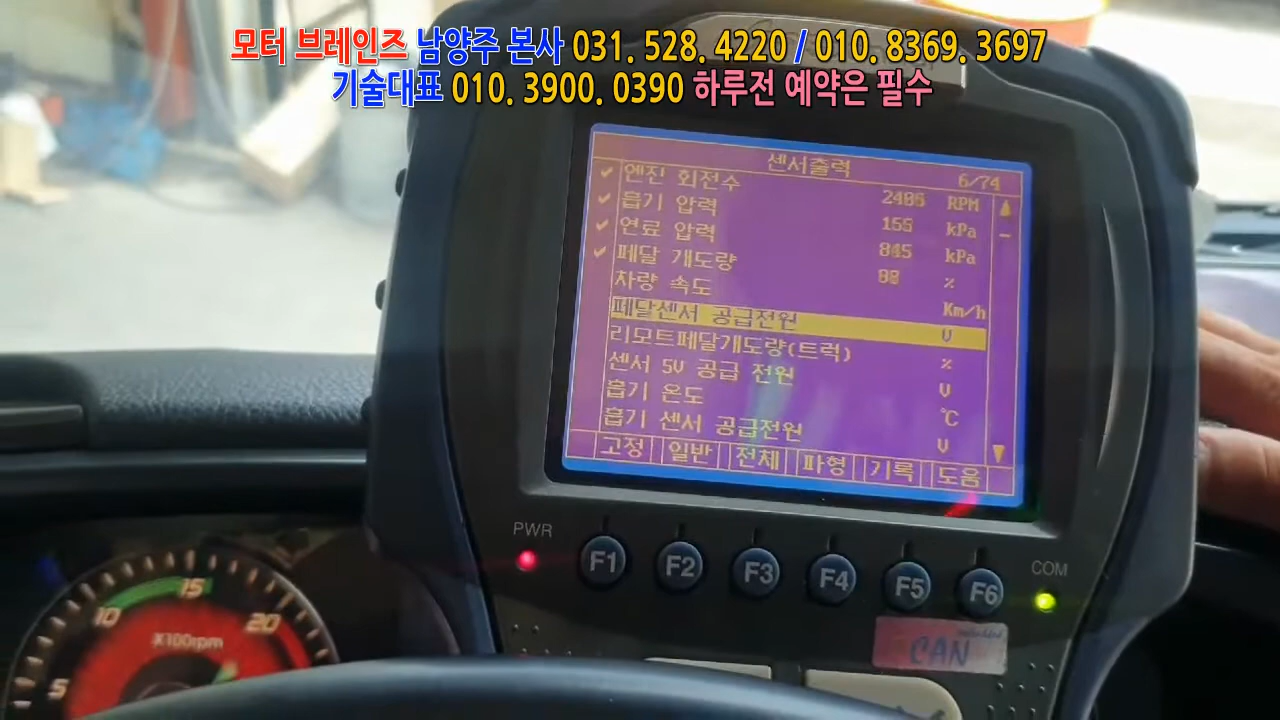 모터 브레인즈 남양주 본사 031. 528. 4220 / 010. 8369. 3697
기술대표 010. 3900. 0390 하루전 예약은 필수
센서출력 6/74
엔진 회전수 RPM
흡기 압력 155 kPa
연료 압력 845 kPa
페달 개도량 %
차량 속도 Km/h
페달센서 공급전원 V
리모트페달개도량(트럭) %
센서 5V 공급 전원 V
흡기 온도 ℃
흡기 센서 공급전원 V
고정 일반 전체 파형 기록 도움
PWR
F1 F2 F3 F4 F5 F6
COM
CAN
5 10 15 20
X100rpm